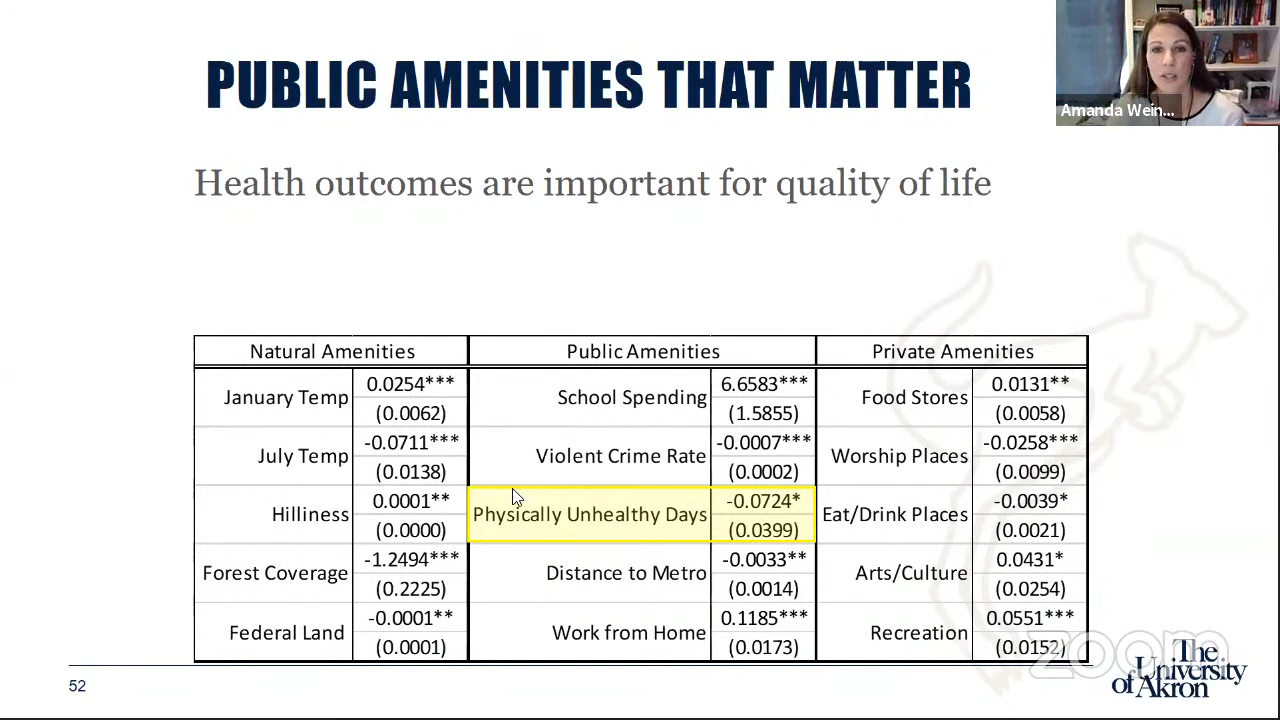 PUBLIC AMENITIES THAT MATTER
Amanda Wein...
Health outcomes are important for quality of life
Natural Amenities Public Amenities Private Amenities
January Temp 0.0254*** School Spending 6.6583*** Food Stores 0.0131**
(0.0062) (1.5855) (0.0058)
July Temp -0.0711*** Violent Crime Rate -0.0007*** Worship Places -0.0258***
(0.0138) (0.0002) (0.0099)
Hilliness 0.0001** Physically Unhealthy Days -0.0724* Eat/Drink Places -0.0039*
(0.0000) (0.0399) (0.0021)
Forest Coverage -1.2494*** Distance to Metro -0.0033** Arts/Culture 0.0431*
(0.2225) (0.0014) (0.0254)
Federal Land -0.0001** Work from Home 0.1185*** Recreation 0.0551***
(0.0001) (0.0173) (0.0152)
zoom
The
University
of Akron
52